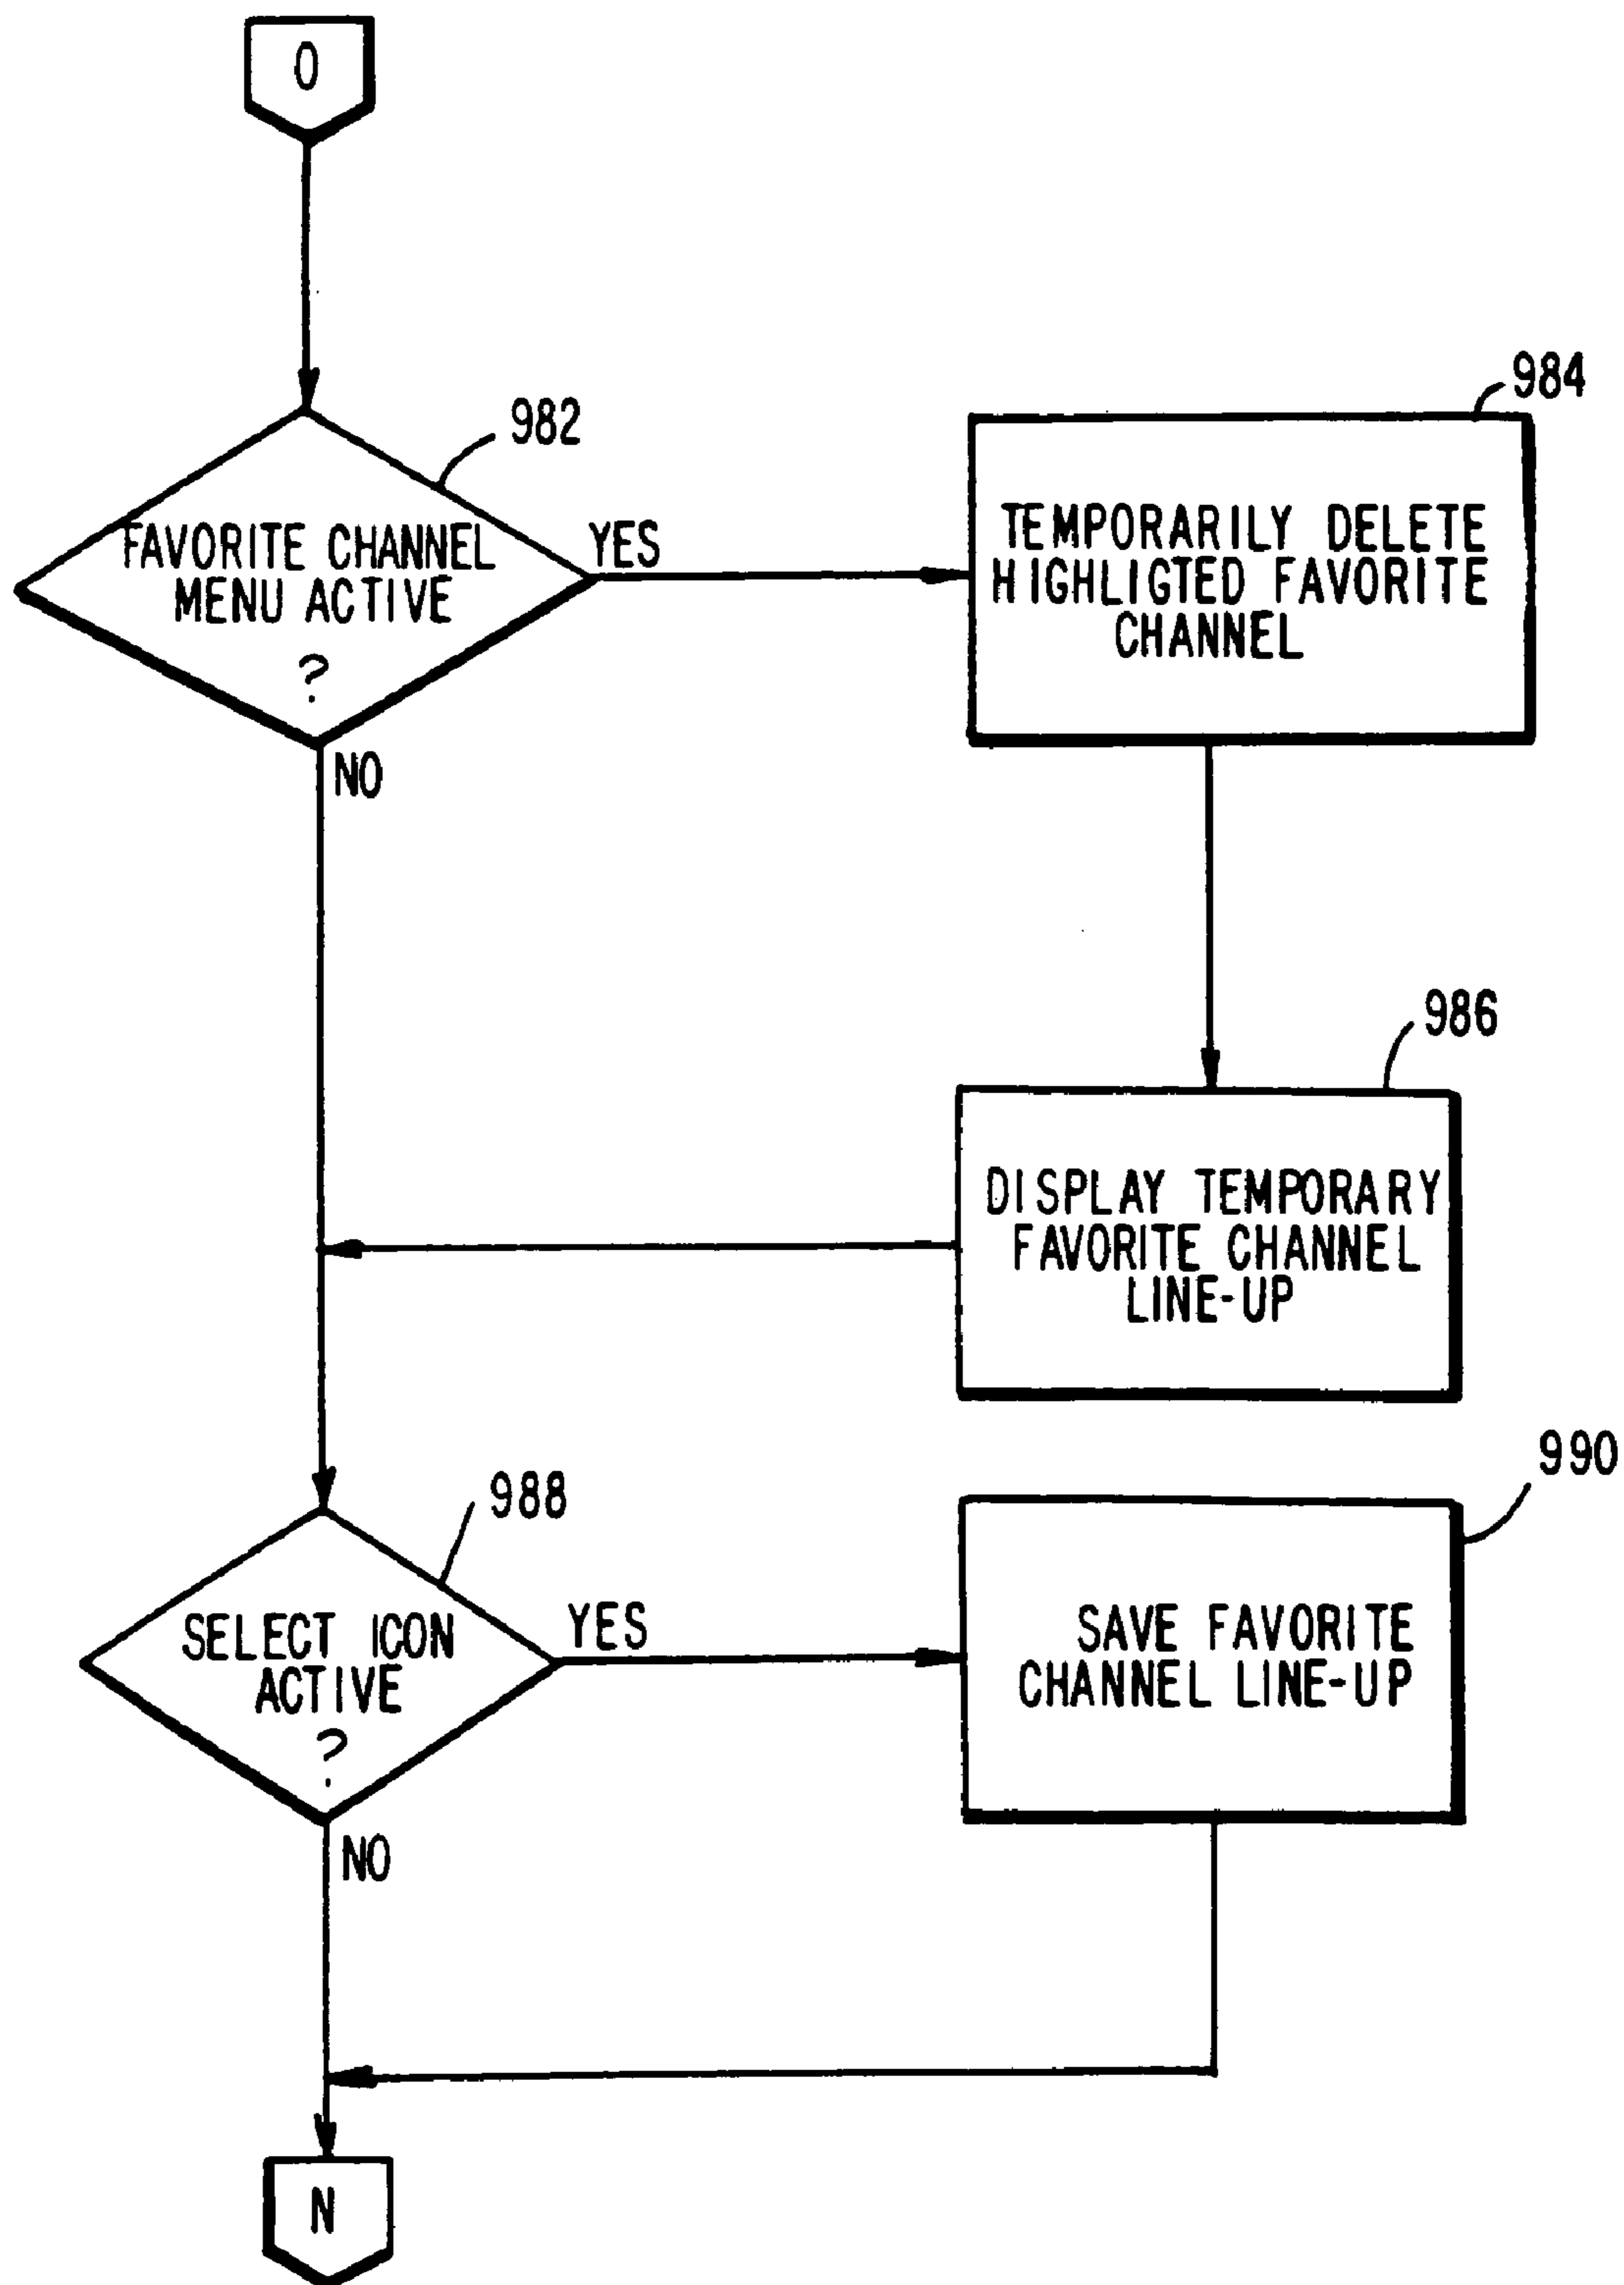 O
982
FAVORITE CHANNEL
MENU ACTIVE
?
YES
NO
984
TEMPORARILY DELETE
HIGHLIGTED FAVORITE
CHANNEL
986
DISPLAY TEMPORARY
FAVORITE CHANNEL
LINE-UP
988
SELECT ICON
ACTIVE
?
YES
NO
990
SAVE FAVORITE
CHANNEL LINE-UP
N